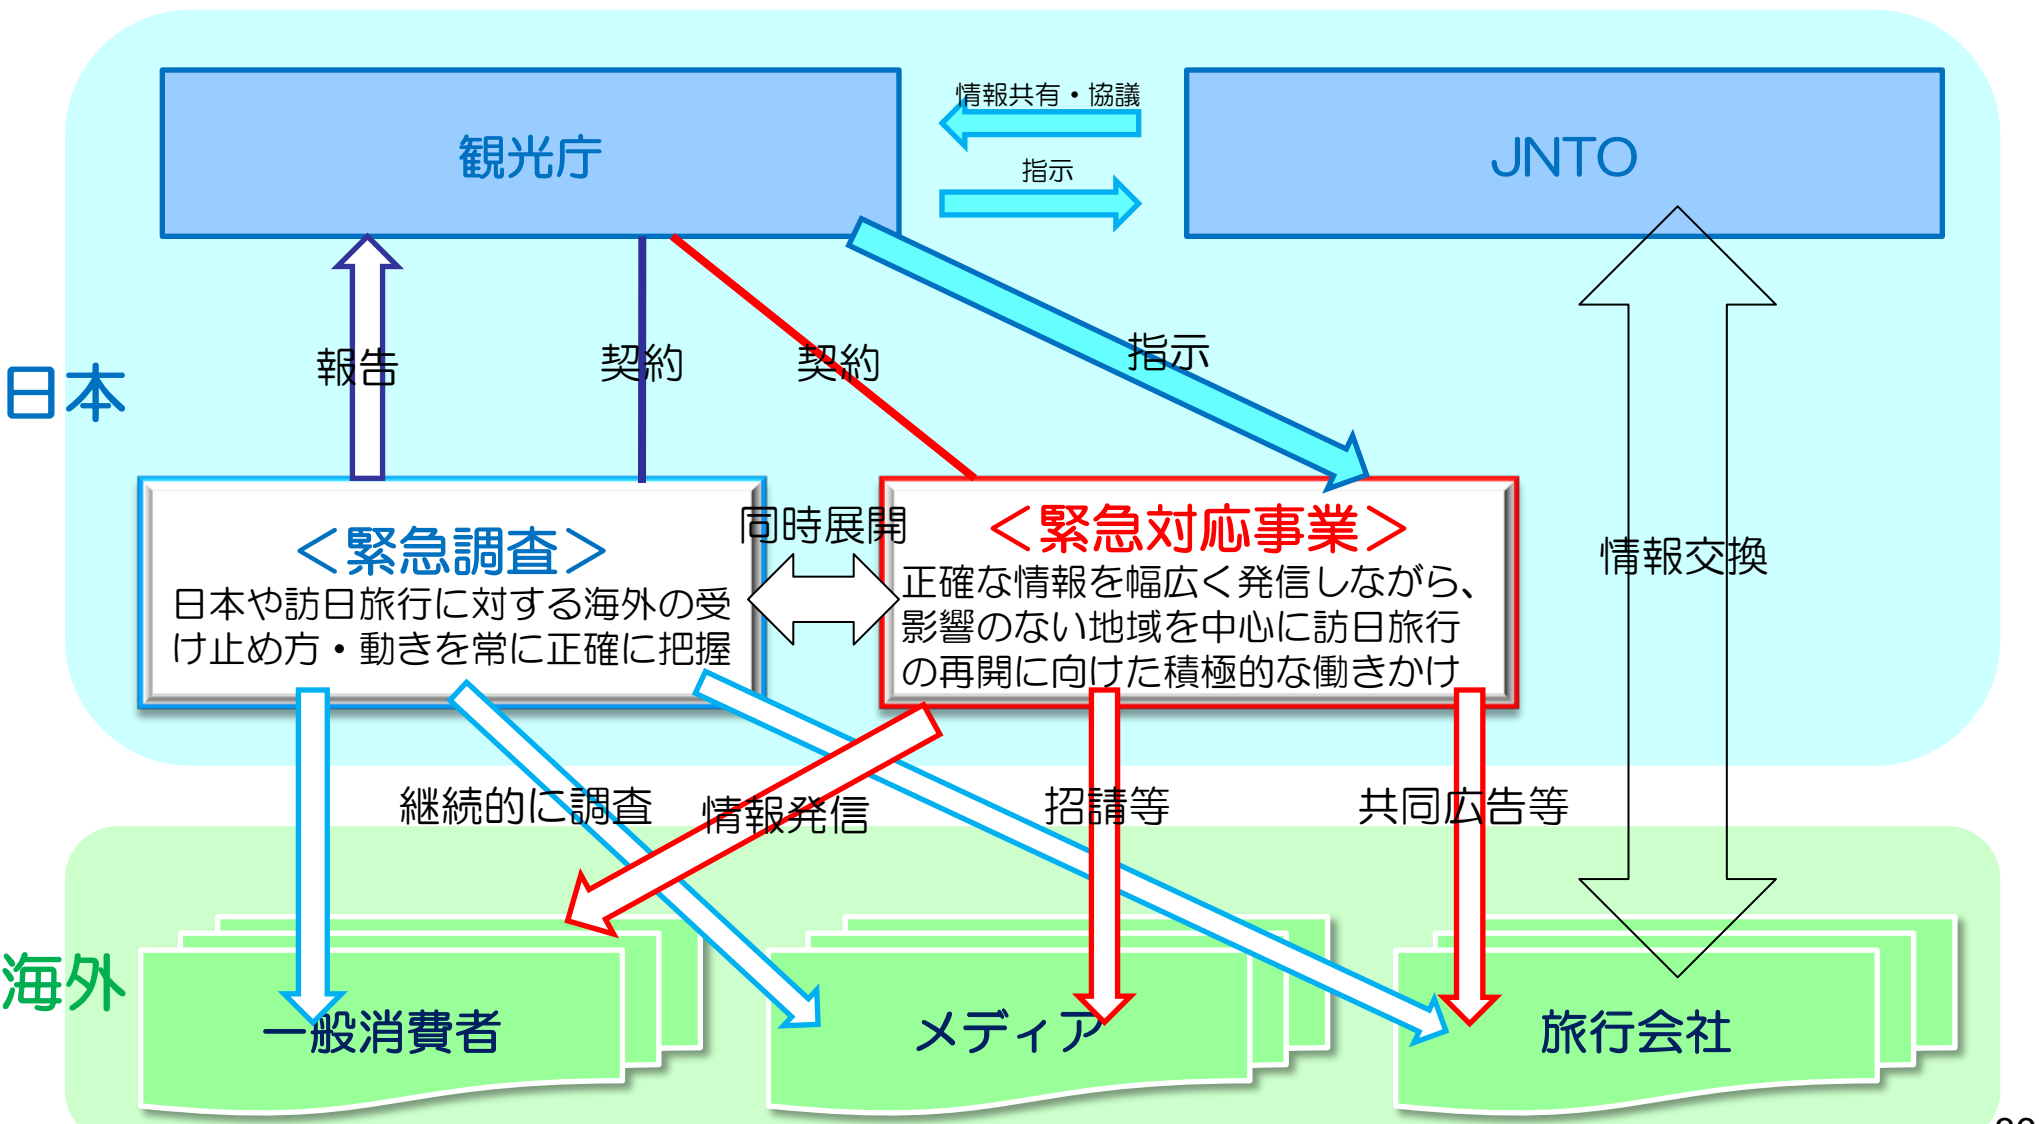 情報共有・協議
観光庁
JNTO
指示
報告
契約
契約
指示
日本
同時展開
＜緊急調査＞
日本や訪日旅行に対する海外の受
け止め方・動きを常に正確に把握
＜緊急対応事業＞
正確な情報を幅広く発信しながら、
影響のない地域を中心に訪日旅行
の再開に向けた積極的な働きかけ
情報交換
継続的に調査
情報発信
招請等
共同広告等
海外
一般消費者
メディア
旅行会社